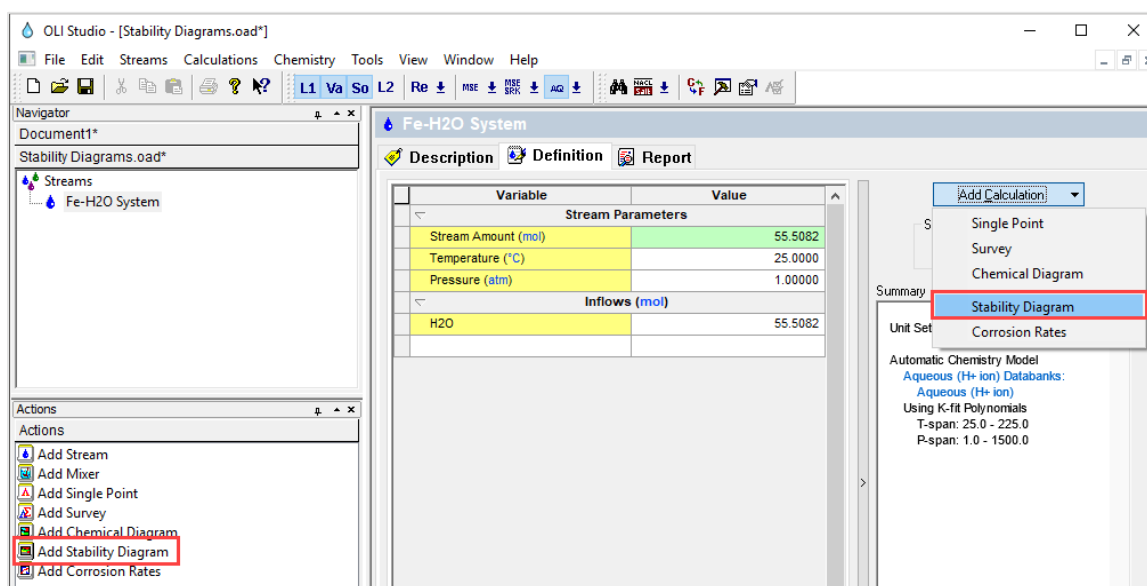 OLI Studio - [Stability Diagrams.oad*]
File Edit Streams Calculations Chemistry Tools View Window Help
L1 Va So L2 Re MSE MSE SRK AQ
Navigator
Document1*
Stability Diagrams.oad*
Streams
Fe-H2O System
Actions
Actions
Add Stream
Add Mixer
Add Single Point
Add Survey
Add Chemical Diagram
Add Stability Diagram
Add Corrosion Rates
Fe-H2O System
Description Definition Report
Variable Value
Stream Parameters
Stream Amount (mol) 55.5082
Temperature (°C) 25.0000
Pressure (atm) 1.00000
Inflows (mol)
H2O 55.5082
Add Calculation
S
Single Point
Survey
Chemical Diagram
Stability Diagram
Corrosion Rates
Summary
Unit Set
Automatic Chemistry Model
Aqueous (H+ ion) Databanks:
Aqueous (H+ ion)
Using K-fit Polynomials
T-span: 25.0 - 225.0
P-span: 1.0 - 1500.0